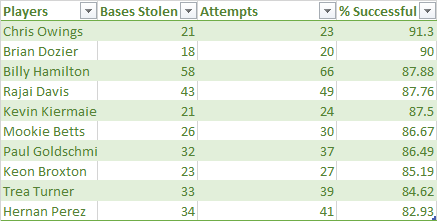 Players Bases Stolen Attempts % Successful
Chris Owings 21 23 91.3
Brian Dozier 18 20 90
Billy Hamilton 58 66 87.88
Rajai Davis 43 49 87.76
Kevin Kiermaie 21 24 87.5
Mookie Betts 26 30 86.67
Paul Goldschmi 32 37 86.49
Keon Broxton 23 27 85.19
Trea Turner 33 39 84.62
Hernan Perez 34 41 82.93